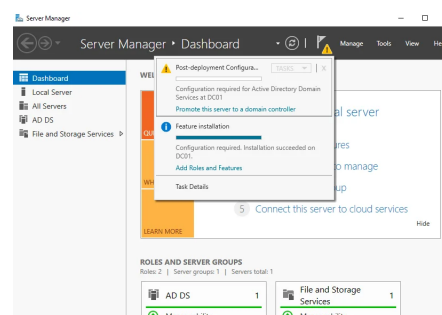 Server Manager
Server Manager ‣ Dashboard
Manage Tools View He
Dashboard
Local Server
All Servers
AD DS
File and Storage Services
WEL
Post-deployment Configura...
TASKS
X
Configuration required for Active Directory Domain
Services at DC01
Promote this server to a domain controller
Feature installation
Configuration required. Installation succeeded on
DC01.
Add Roles and Features
Task Details
QU
WH
LEARN MORE
al server
ures
o manage
up
5 Connect this server to cloud services
Hide
ROLES AND SERVER GROUPS
Roles: 2 | Server groups: 1 | Servers total: 1
AD DS 1
File and Storage
Services 1